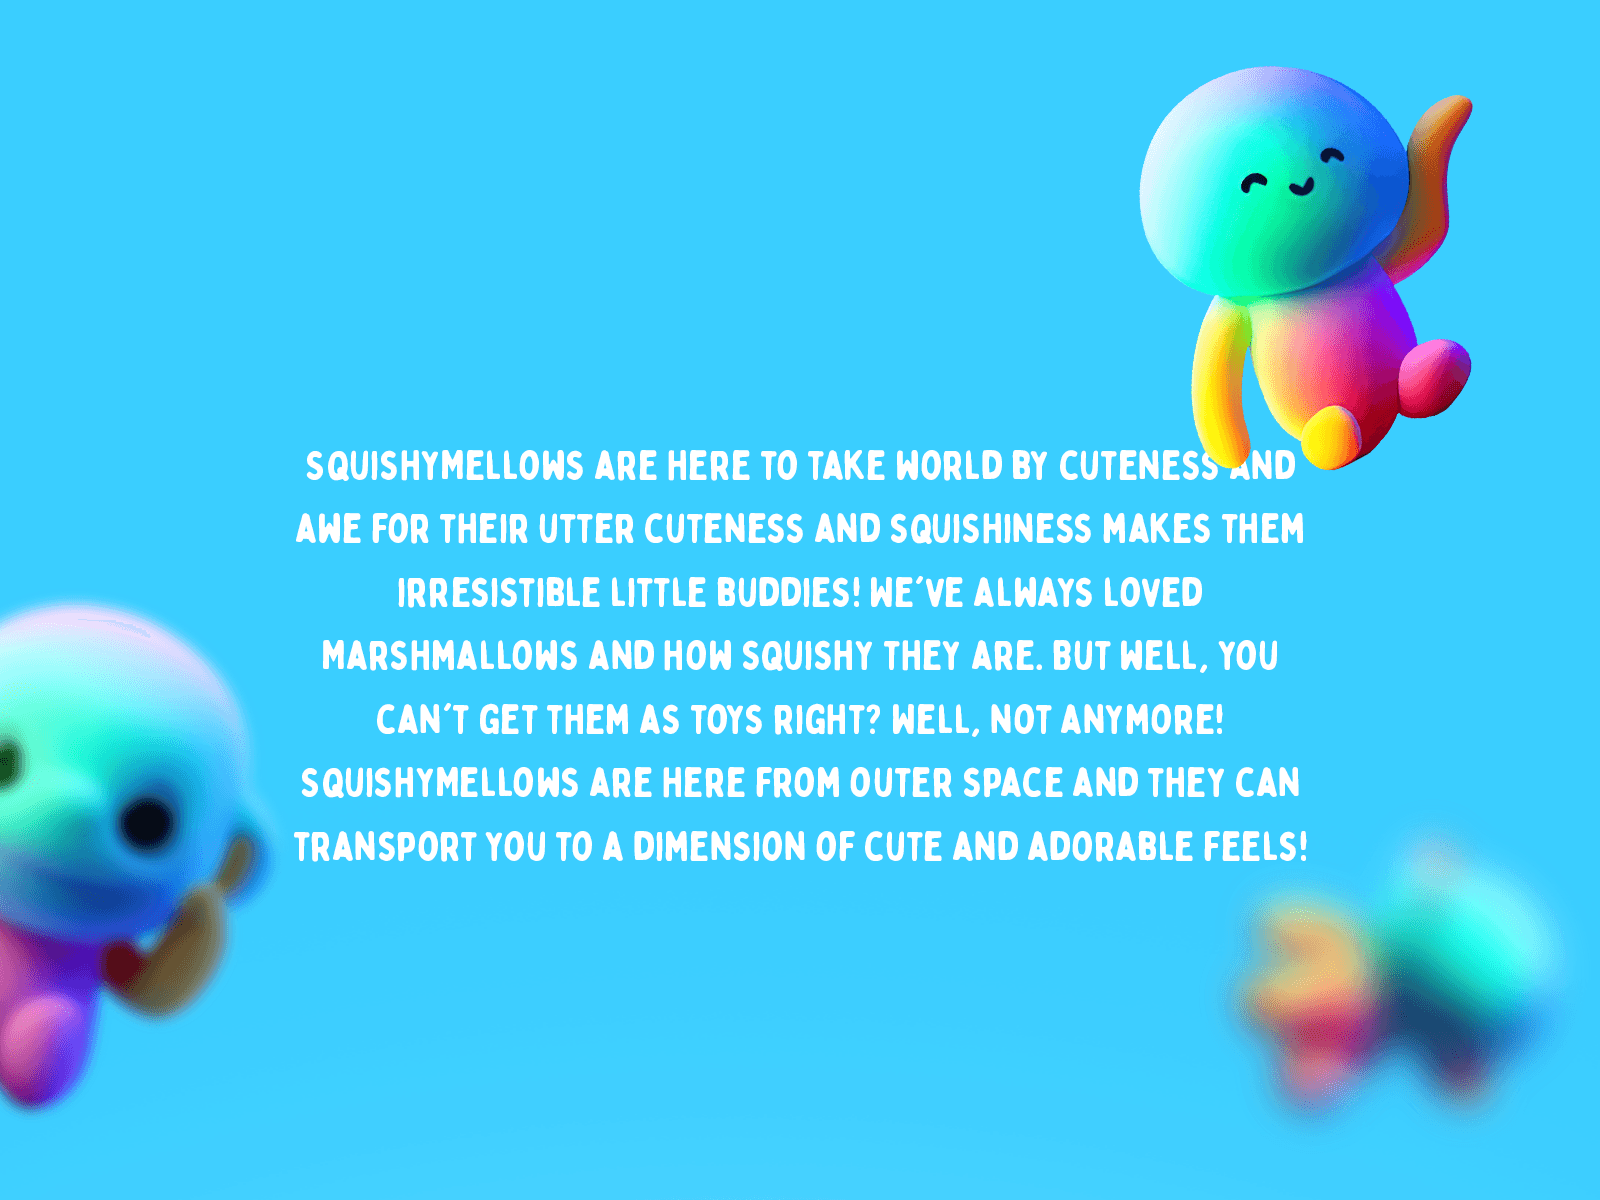 SQUISHYMELLOWS ARE HERE TO TAKE WORLD BY CUTENESS AND
AWE FOR THEIR UTTER CUTENESS AND SQUISHINESS MAKES THEM
IRRESISTIBLE LITTLE BUDDIES! WE'VE ALWAYS LOVED
MARSHMALLOWS AND HOW SQUISHY THEY ARE. BUT WELL, YOU
CAN'T GET THEM AS TOYS RIGHT? WELL, NOT ANYMORE!
SQUISHYMELLOWS ARE HERE FROM OUTER SPACE AND THEY CAN
TRANSPORT YOU TO A DIMENSION OF CUTE AND ADORABLE FEELS!